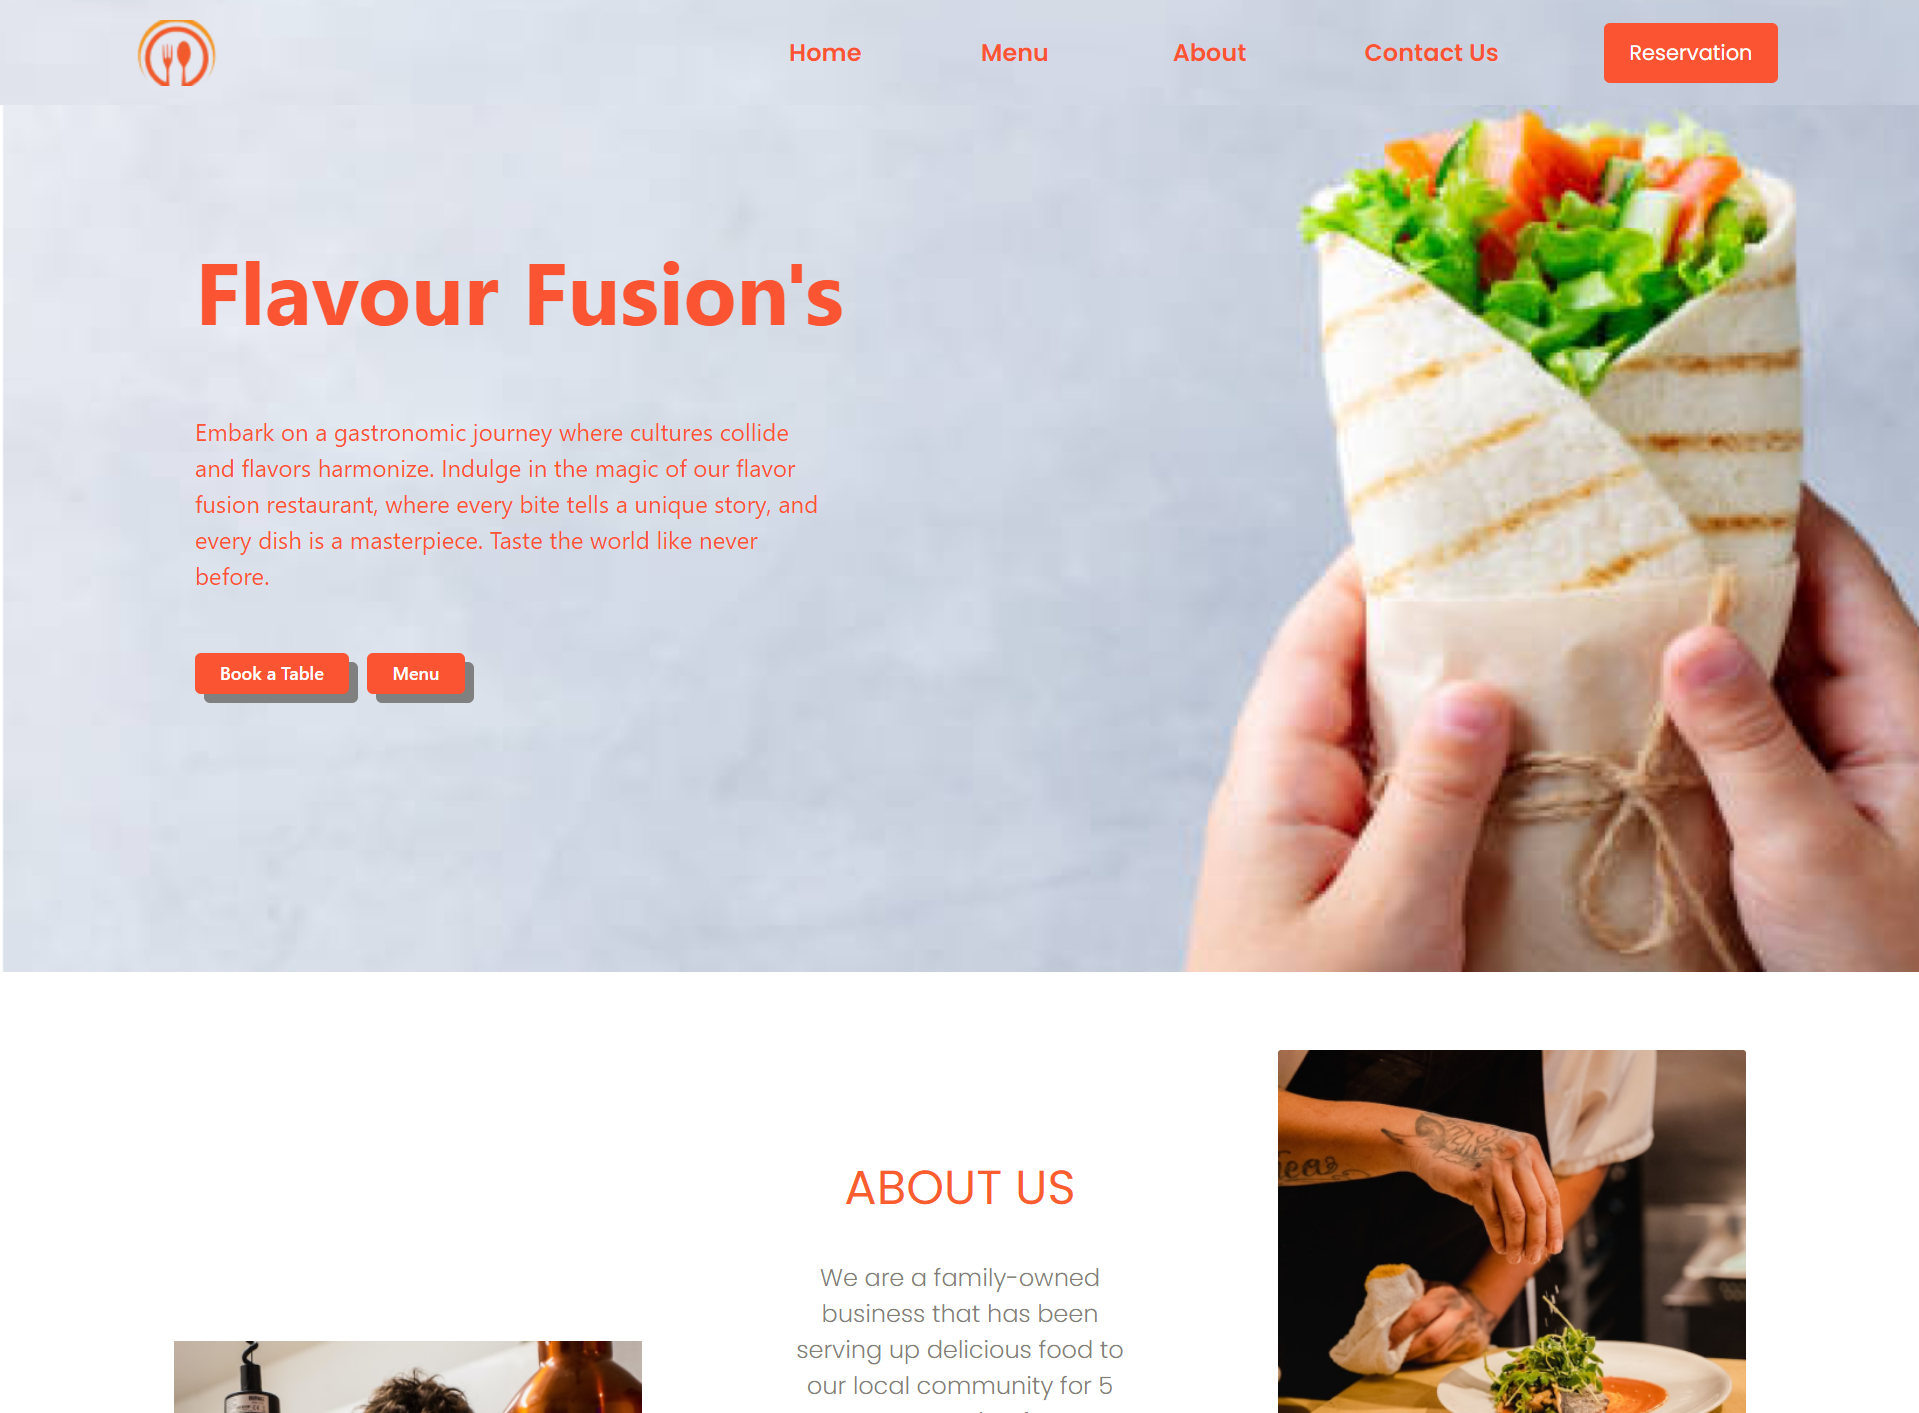 Home
Menu
About
Contact Us
Reservation
Flavour Fusion's
Embark on a gastronomic journey where cultures collide
and flavors harmonize. Indulge in the magic of our flavor
fusion restaurant, where every bite tells a unique story, and
every dish is a masterpiece. Taste the world like never
before.
Book a Table
Menu
ABOUT US
We are a family-owned
business that has been
serving up delicious food to
our local community for 5